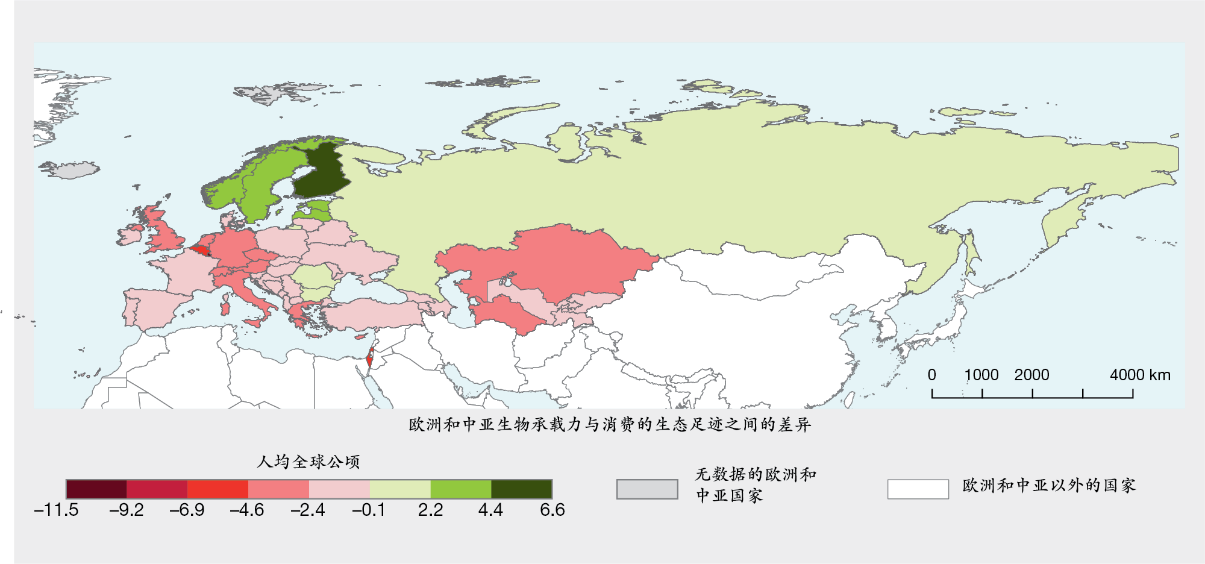 0 1000 2000 4000 km
欧洲和中亚生物承载力与消费的生态足迹之间的差异
人均全球公顷
−11.5 −9.2 −6.9 −4.6 −2.4 −0.1 2.2 4.4 6.6
无数据的欧洲和
中亚国家
欧洲和中亚以外的国家